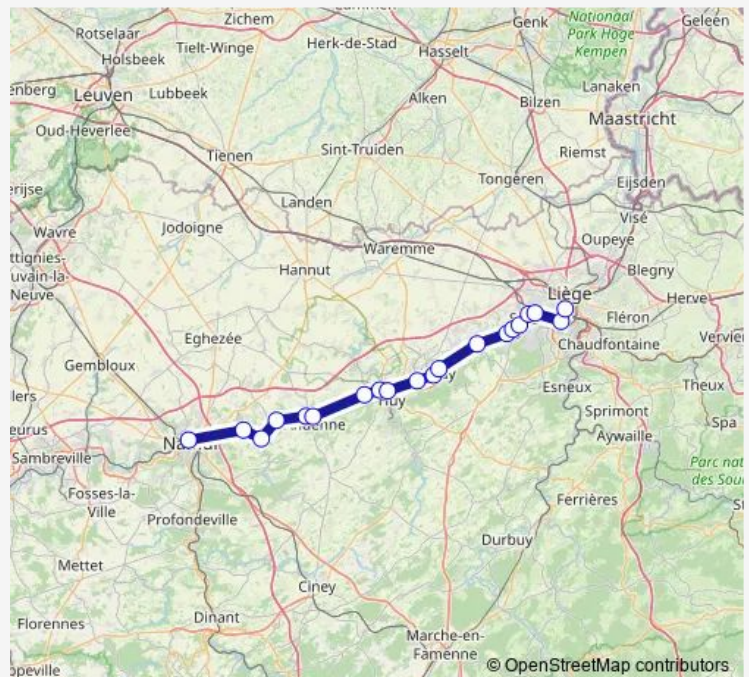 Zichem
Genk
Nationaal
Park Hoge
Kempen
Geleen
Rotselaar
Tielt-Winge
Herk-de-Stad
Hasselt
Holsbeek
Leuven
Lubbeek
Alken
Bilzen
Lanaken
Maastricht
Oud-Heverlee
Tienen
Sint-Truiden
Riemst
Tongeren
Eijsden
Landen
Visé
Wavre
Jodoigne
Waremme
Oupeye
Neuve
Hannut
Blegny
Liège
Herve
Fléron
Eghezée
Chaudfontaine
Gembloux
Huy
Esneux
Theux
Sprimont
Spa
Aywaille
Sambreville
Fosses-la-
Ville
Profondeville
Ferrières
Durbuy
Mettet
Ciney
Florennes
Dinant
Marche-en-
Famenne
© OpenStreetMap contributors